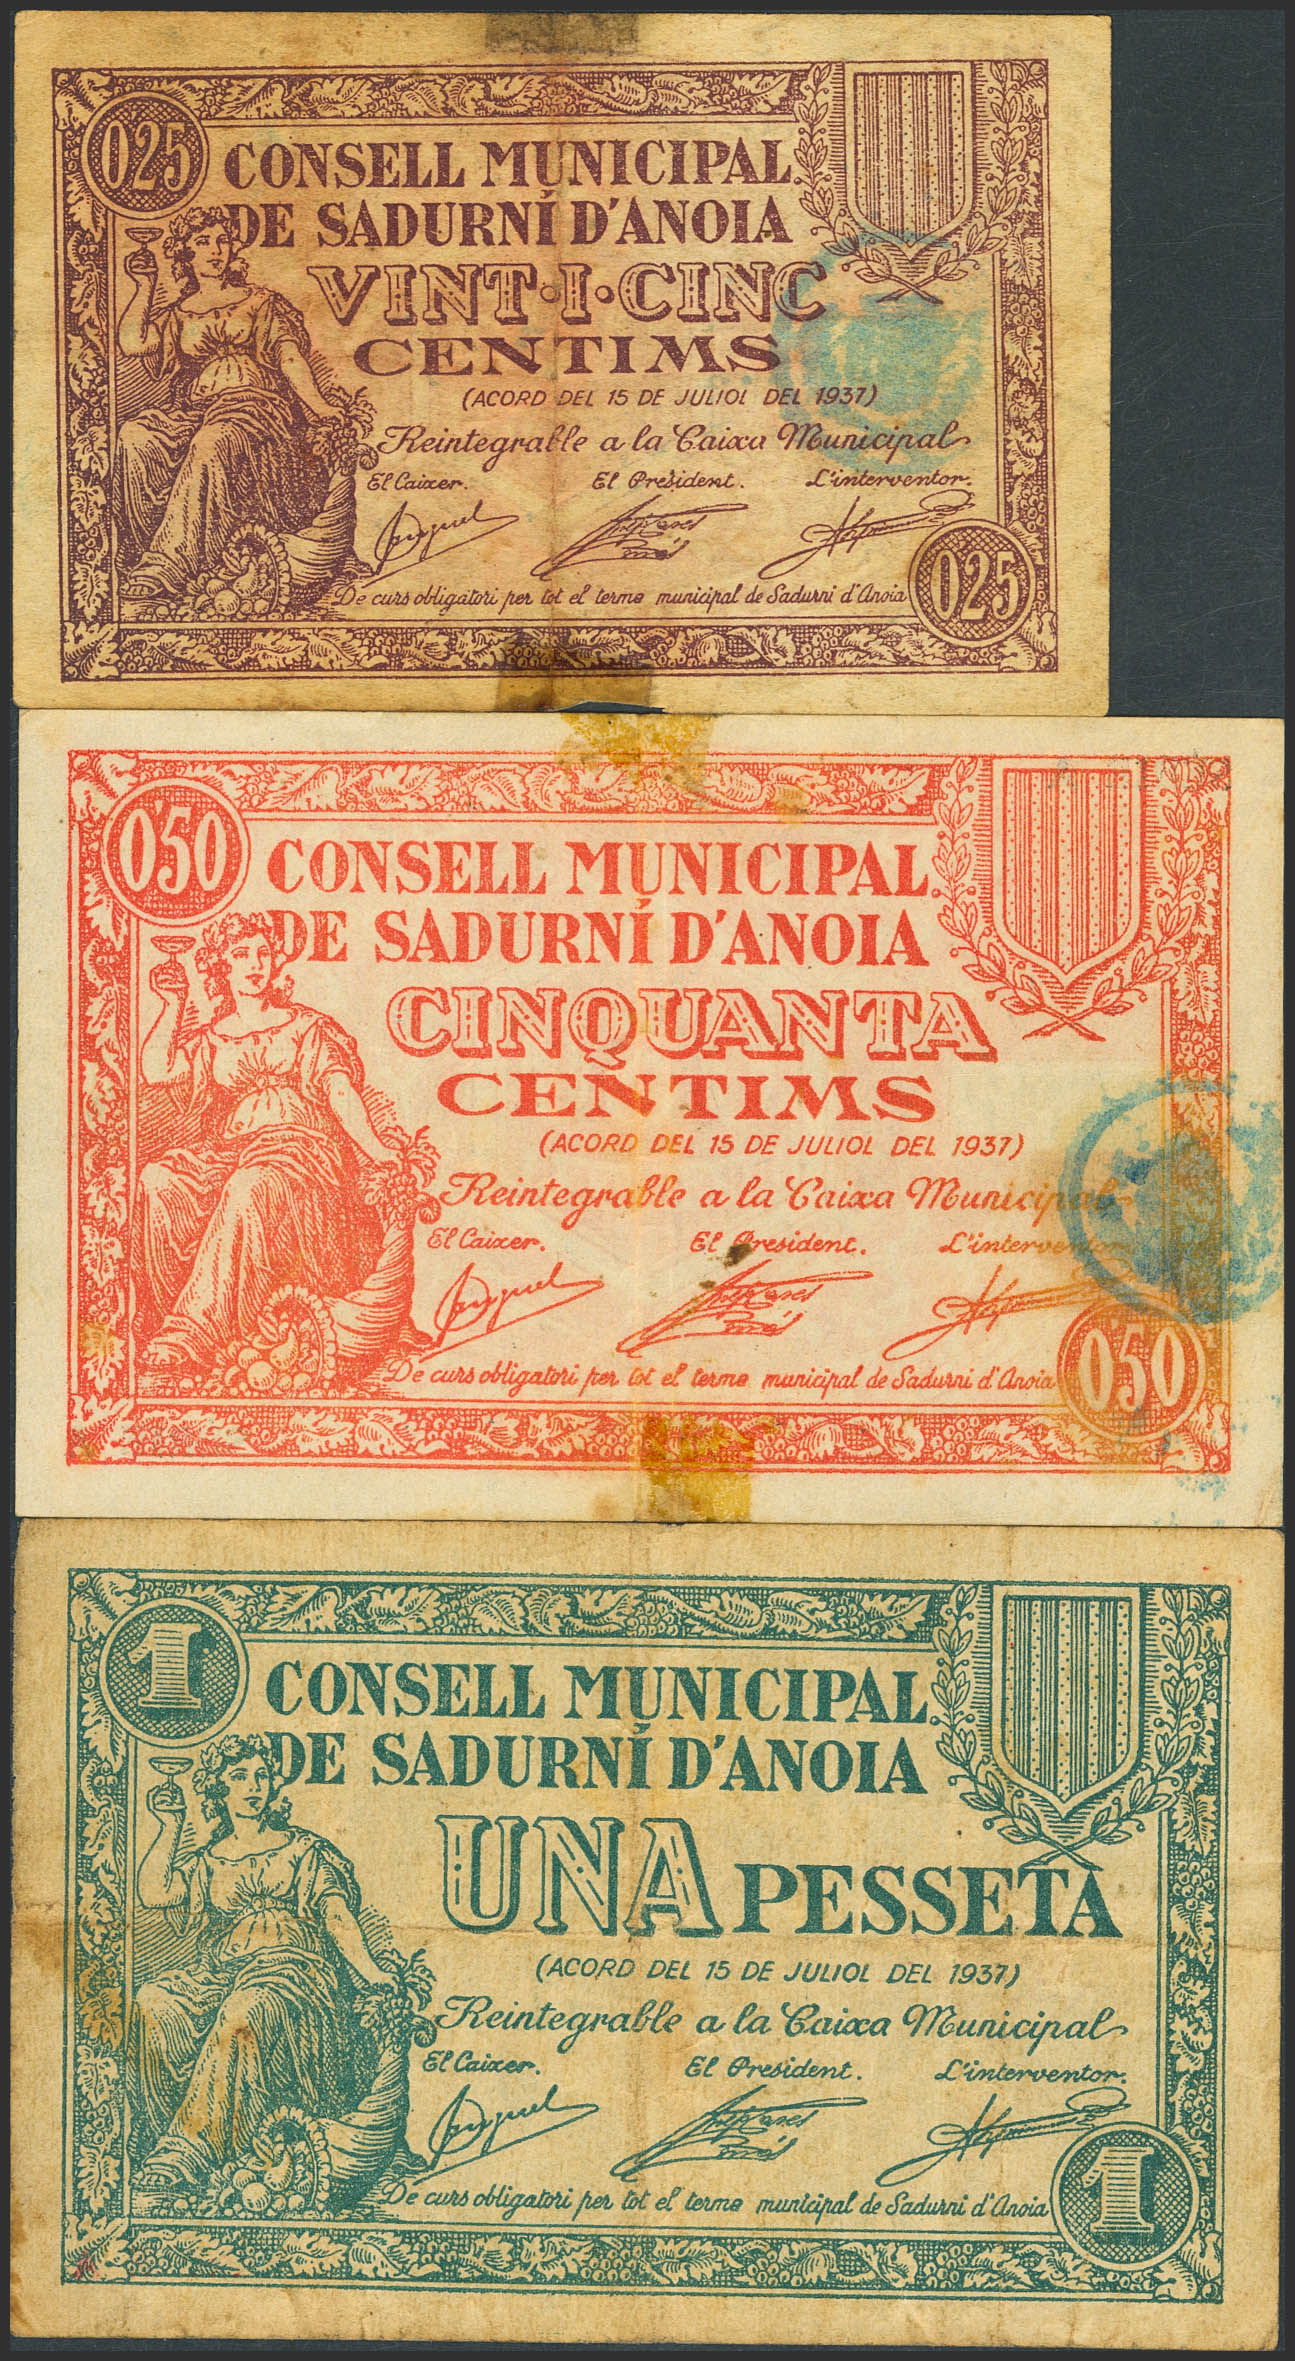 025
CONSELL MUNICIPAL
DE SADURNÍ D'ANOIA
VINT·I·CINC
CENTIMS
(ACORD DEL 15 DE JULIOL DEL 1937)
Reintegrable a la Caixa Municipal
El Caixer. El President. L'interventor.
De curs obligatori per tot el terme municipal de Sadurní d'Anoia
025
0'50
CONSELL MUNICIPAL
DE SADURNÍ D'ANOIA
CINQUANTA
CENTIMS
(ACORD DEL 15 DE JULIOL DEL 1937)
Reintegrable a la Caixa Municipal
El Caixer. El President. L'interventor
De curs obligatori per tot el terme municipal de Sadurní d'Anoia
0'50
1
CONSELL MUNICIPAL
DE SADURNÍ D'ANOIA
UNA PESSETA
(ACORD DEL 15 DE JULIOL DEL 1937)
Reintegrable a la Caixa Municipal
El Caixer. El President. L'interventor.
De curs obligatori per tot el terme municipal de Sadurní d'Anoia
1